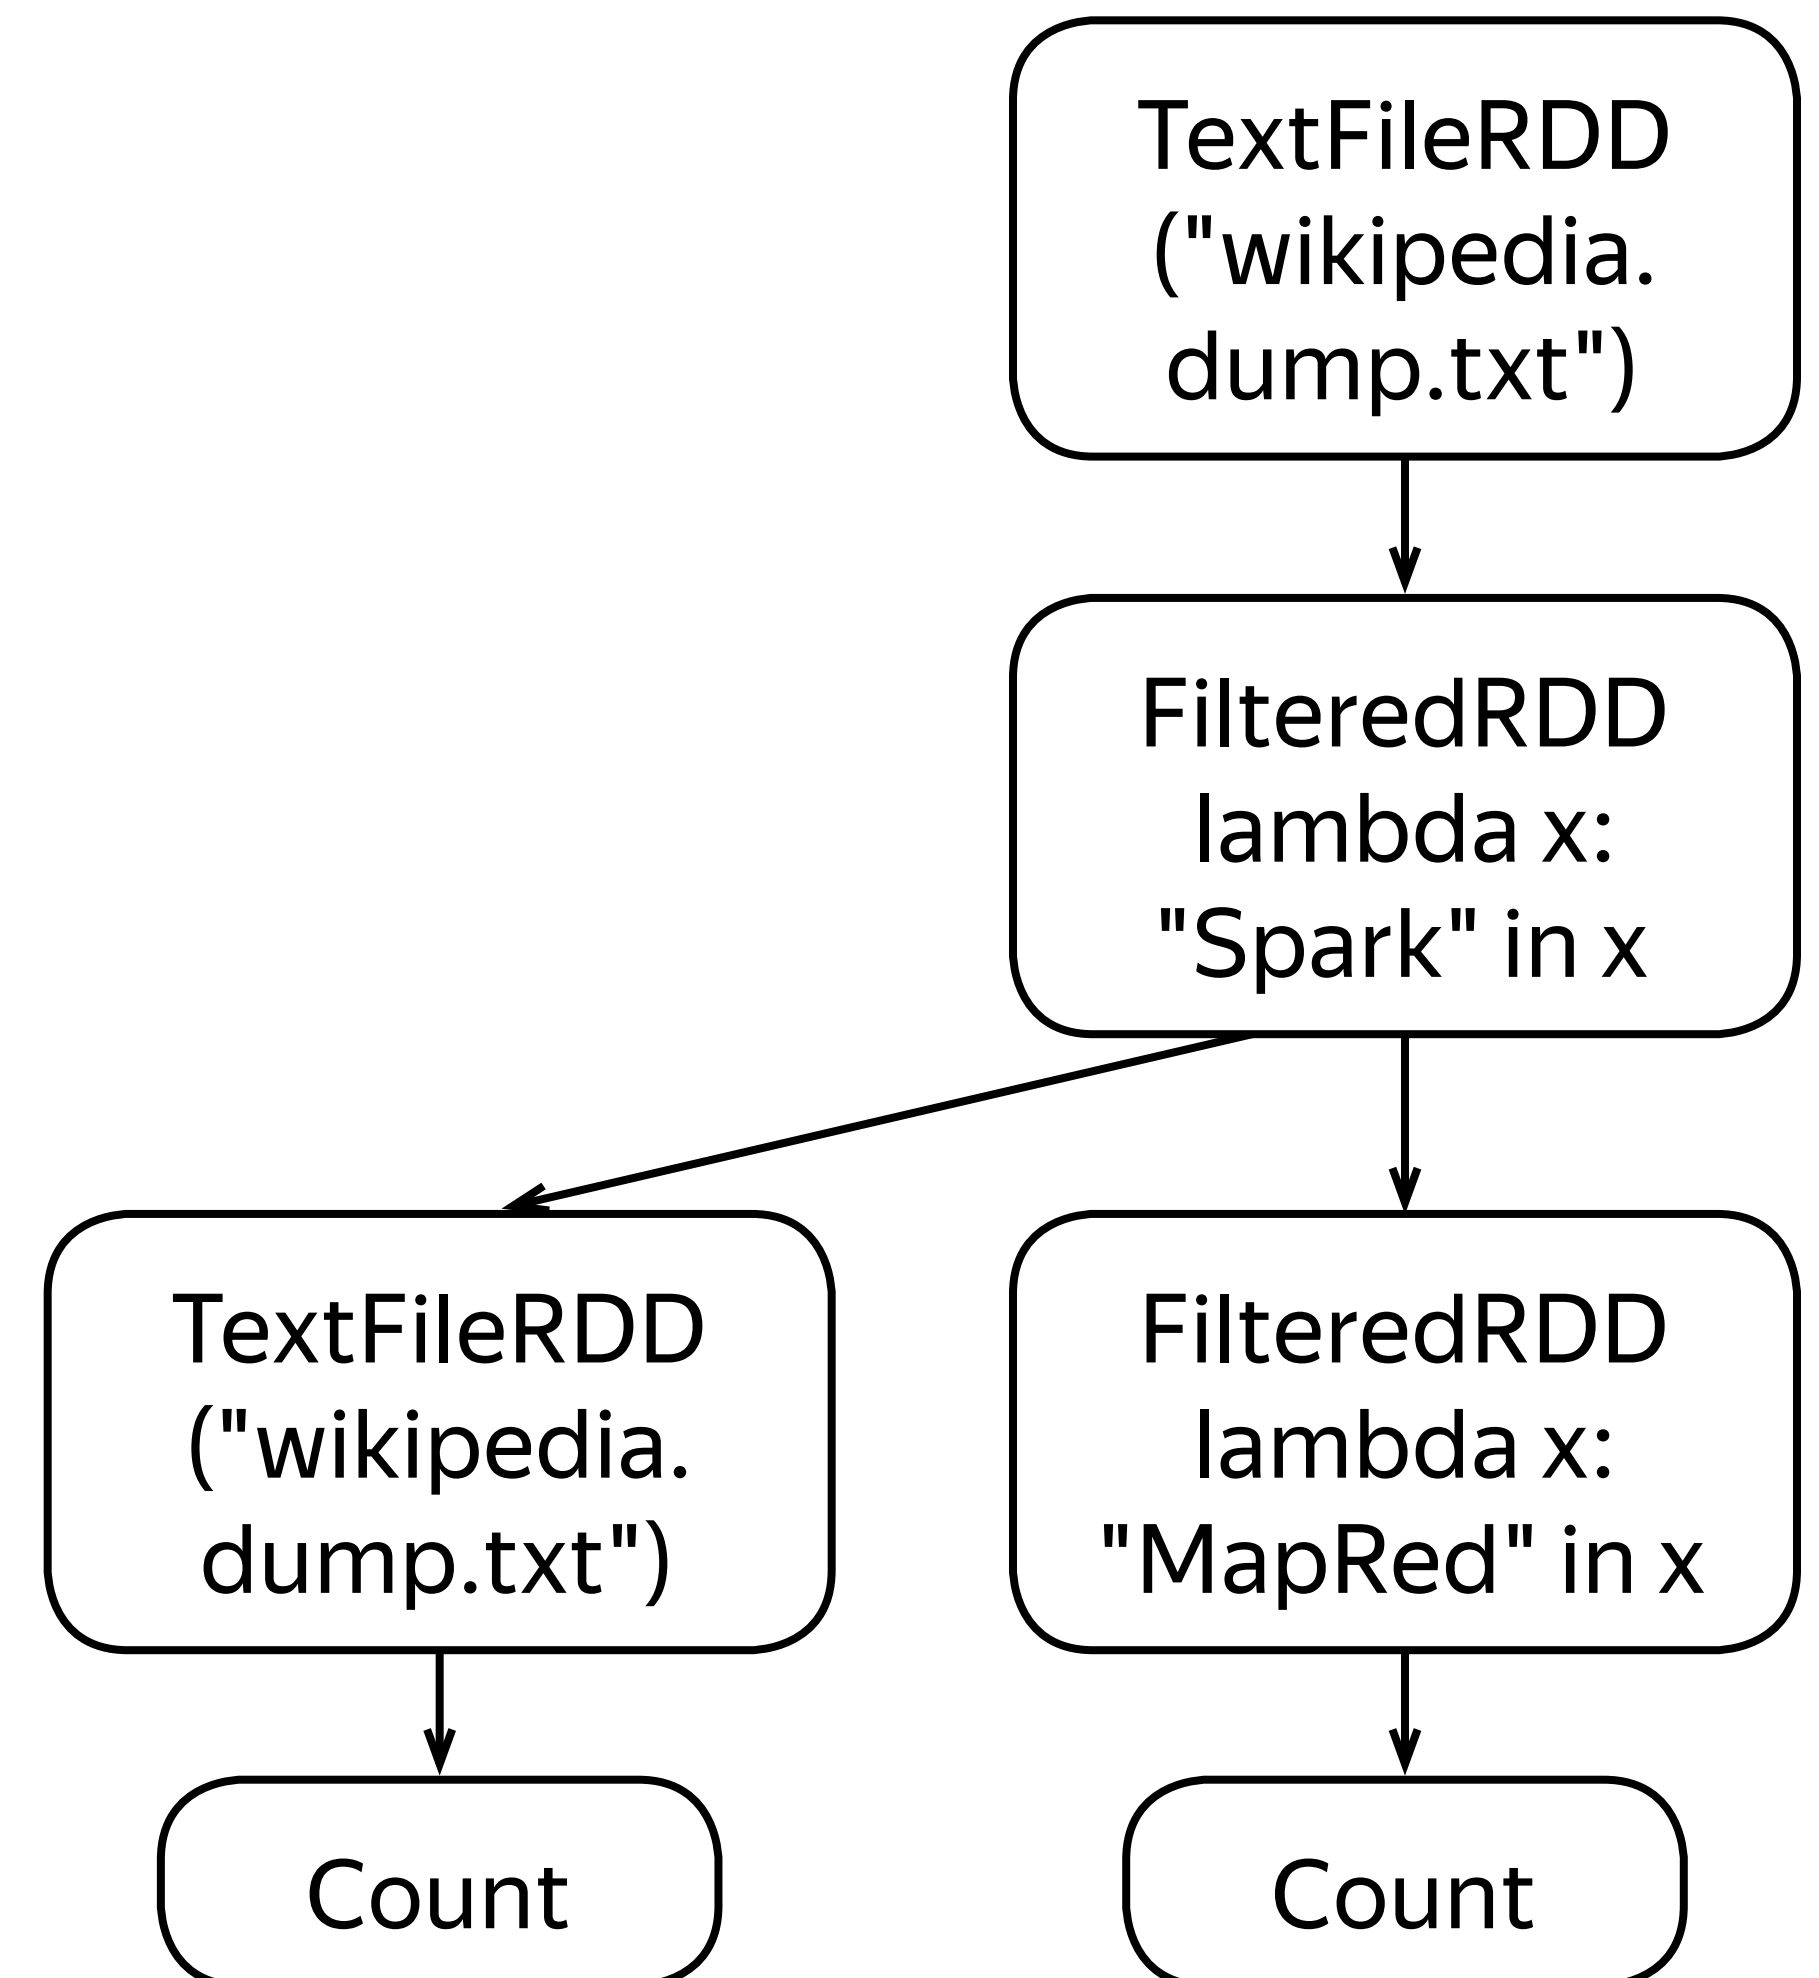 TextFileRDD
("wikipedia.
dump.txt")
FilteredRDD
lambda x:
"Spark" in x
TextFileRDD
("wikipedia.
dump.txt")
FilteredRDD
lambda x:
"MapRed" in x
Count
Count